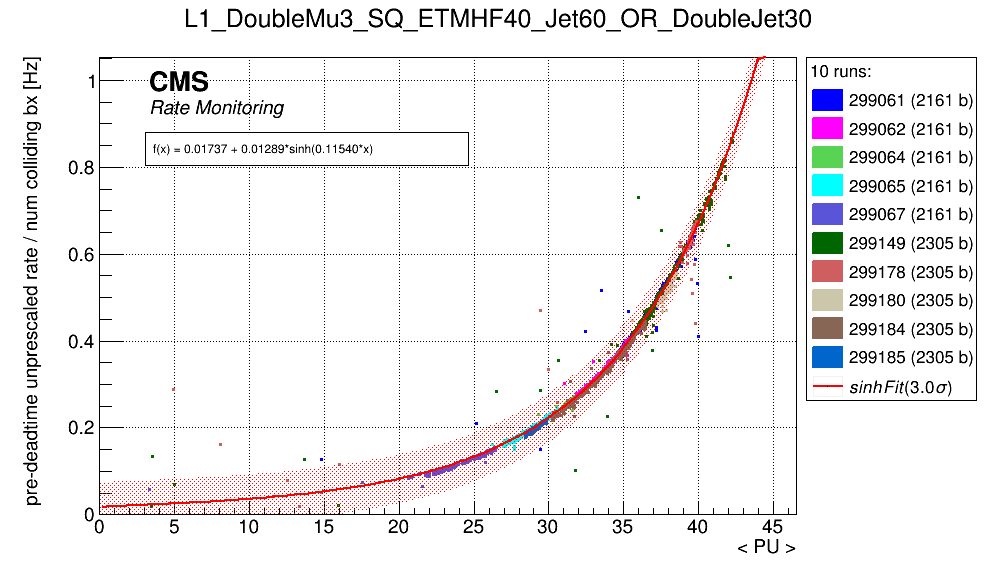 L1_DoubleMu3_SQ_ETMHF40_Jet60_OR_DoubleJet30
pre-deadtime unprescaled rate / num colliding bx [Hz]
1
0.8
0.6
0.4
0.2
0
CMS
Rate Monitoring
f(x) = 0.01737 + 0.01289*sinh(0.11540*x)
0 5 10 15 20 25 30 35 40 45
< PU >
10 runs:
299061 (2161 b)
299062 (2161 b)
299064 (2161 b)
299065 (2161 b)
299067 (2161 b)
299149 (2305 b)
299178 (2305 b)
299180 (2305 b)
299184 (2305 b)
299185 (2305 b)
sinhFit(3.0σ)